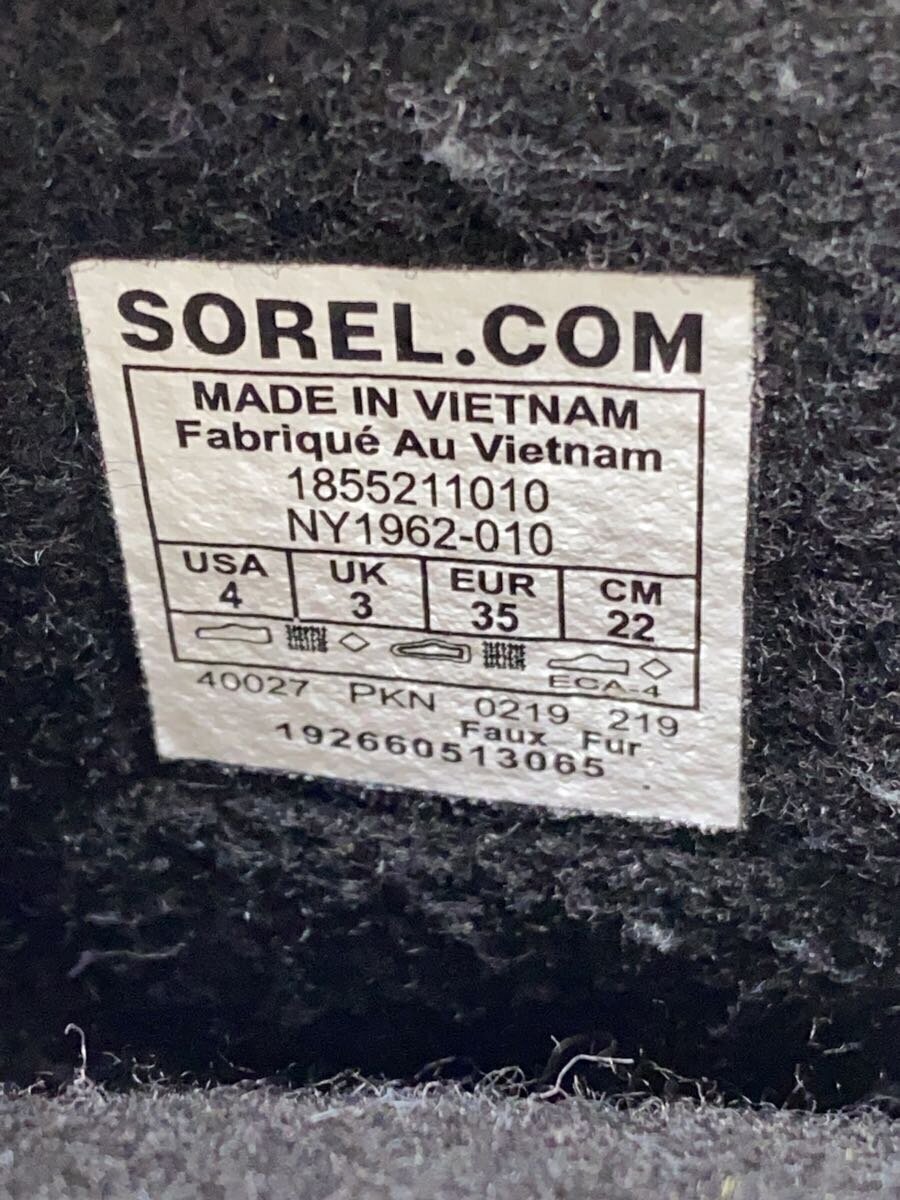 SOREL.COM
MADE IN VIETNAM
Fabriqué Au Vietnam
1855211010
NY1962-010
USA UK EUR CM
4 3 35 22
ECA-4
40027 PKN 0219 219
Faux Fur
192660513065